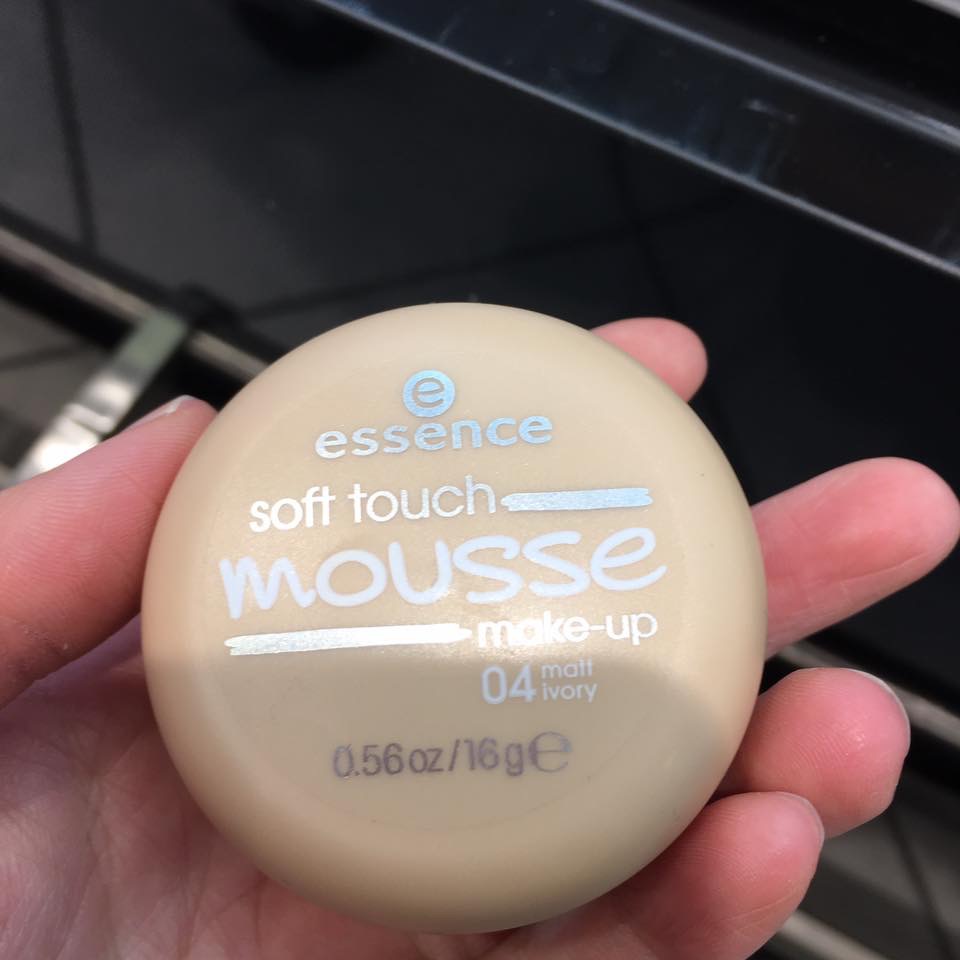 e
essence
soft touch
mousse
make-up
04 matt
ivory
0.56 oz/16 g ℮